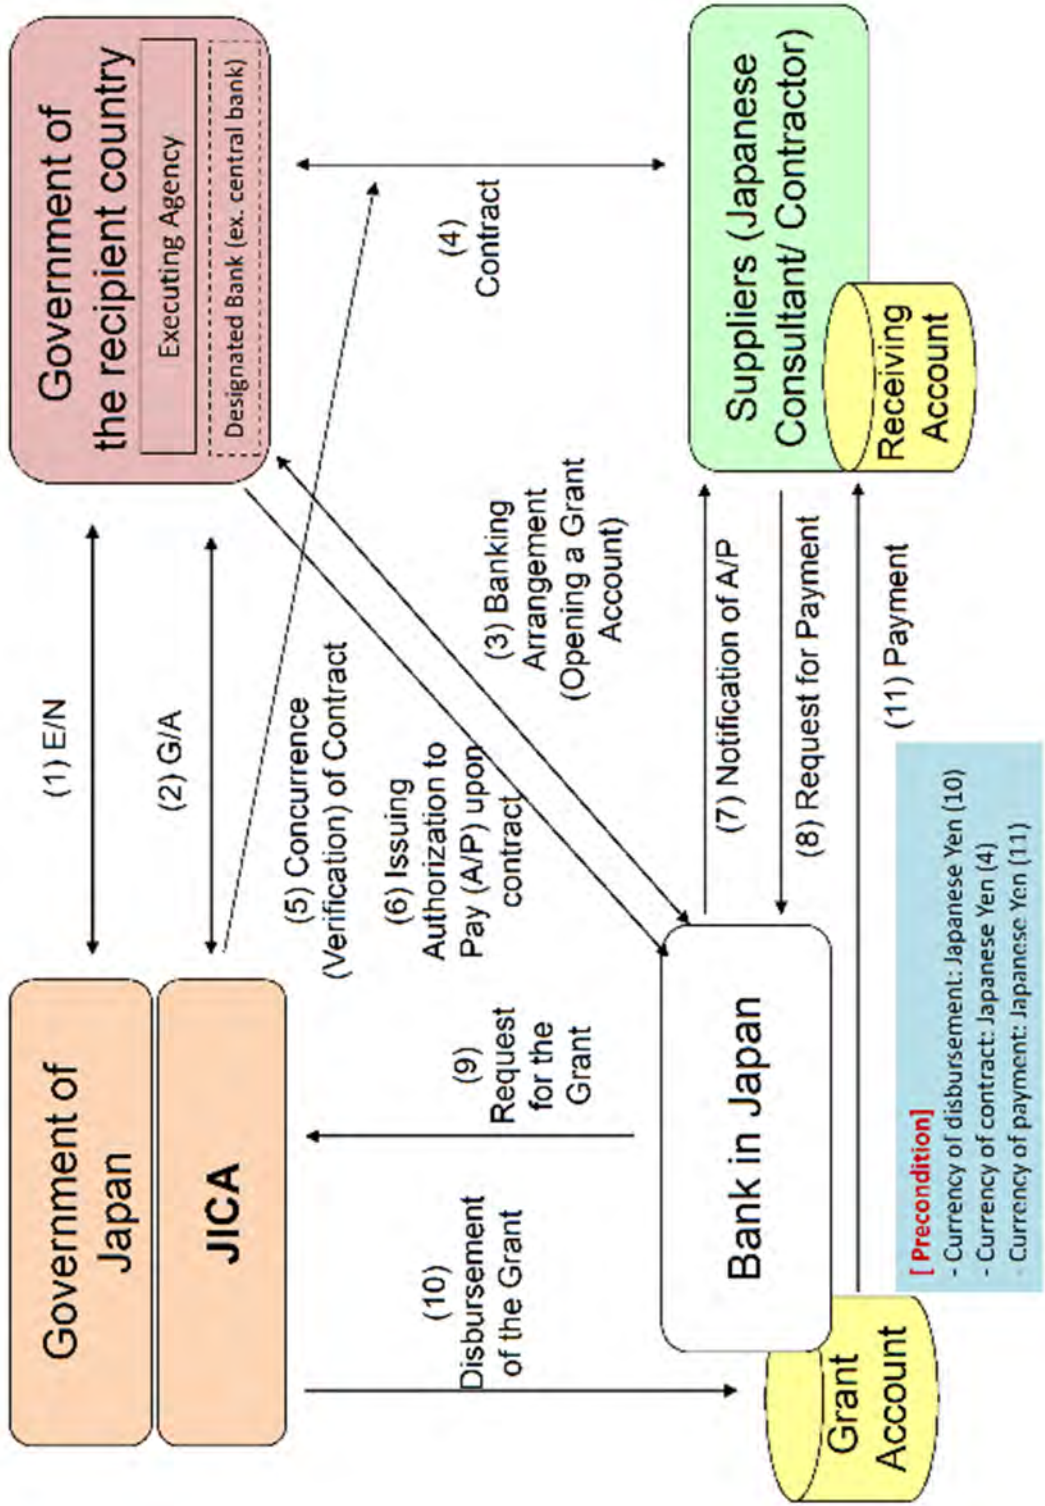 Government of
Japan
JICA
(1) E/N
(2) G/A
Government of
the recipient country
Executing Agency
Designated Bank (ex. central bank)
(5) Concurrence
(Verification) of Contract
(6) Issuing
Authorization to
Pay (A/P) upon
contract
(4)
Contract
(9)
Request
for the
Grant
(10)
Disbursement
of the Grant
(3) Banking
Arrangement
(Opening a Grant
Account)
Bank in Japan
(7) Notification of A/P
(8) Request for Payment
Suppliers (Japanese
Consultant/ Contractor)
Grant
Account
(11) Payment
Receiving
Account
[ Precondition]
- Currency of disbursement: Japanese Yen (10)
- Currency of contract: Japanese Yen (4)
- Currency of payment: Japanese Yen (11)